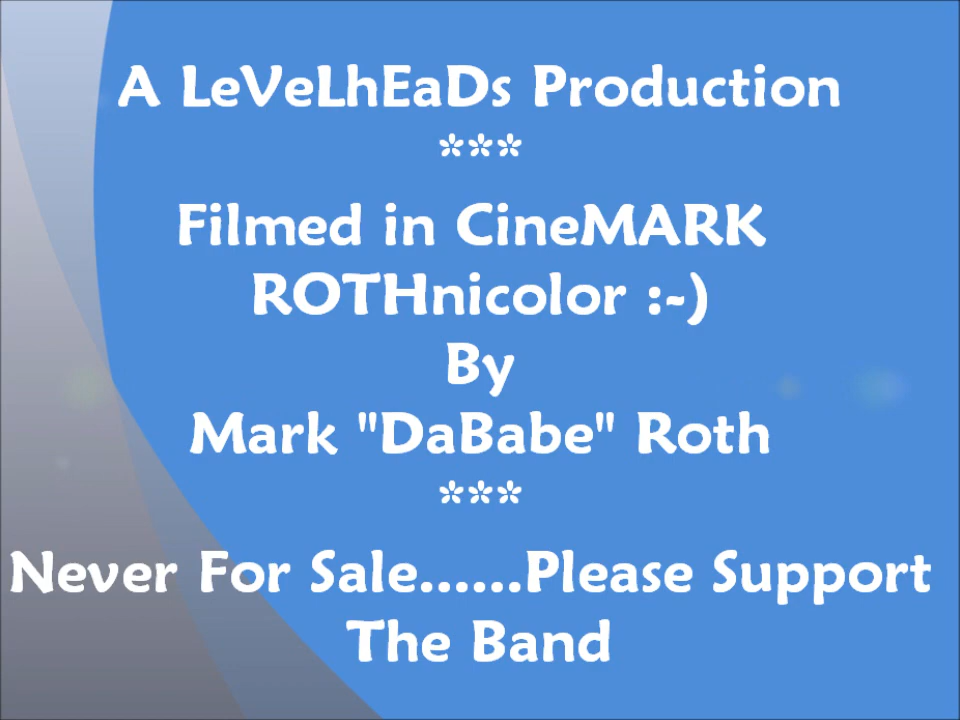 A LeVeLhEaDs Production
***
Filmed in CineMARK
ROTHnicolor :-)
By
Mark "DaBabe" Roth
***
Never For Sale......Please Support
The Band